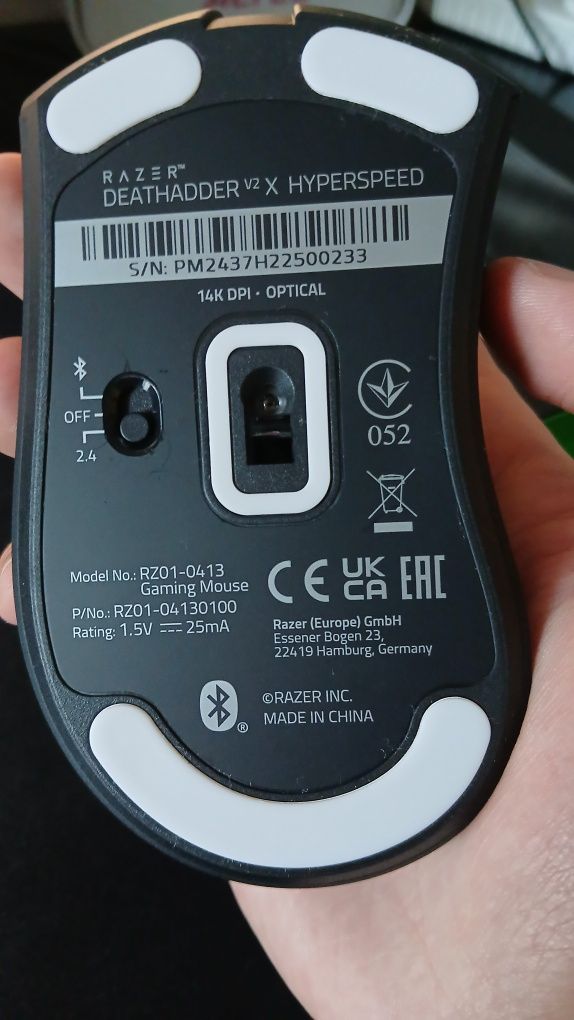 RAZER™
DEATHADDER V2 X HYPERSPEED
S/N: PM2437H22500233
14K DPI · OPTICAL
OFF
2.4
052
Model No.: RZ01-0413
Gaming Mouse
P/No.: RZ01-04130100
Rating: 1.5V ⎓ 25mA
CE UK CA EAC
Razer (Europe) GmbH
Essener Bogen 23,
22419 Hamburg, Germany
®
©RAZER INC.
MADE IN CHINA